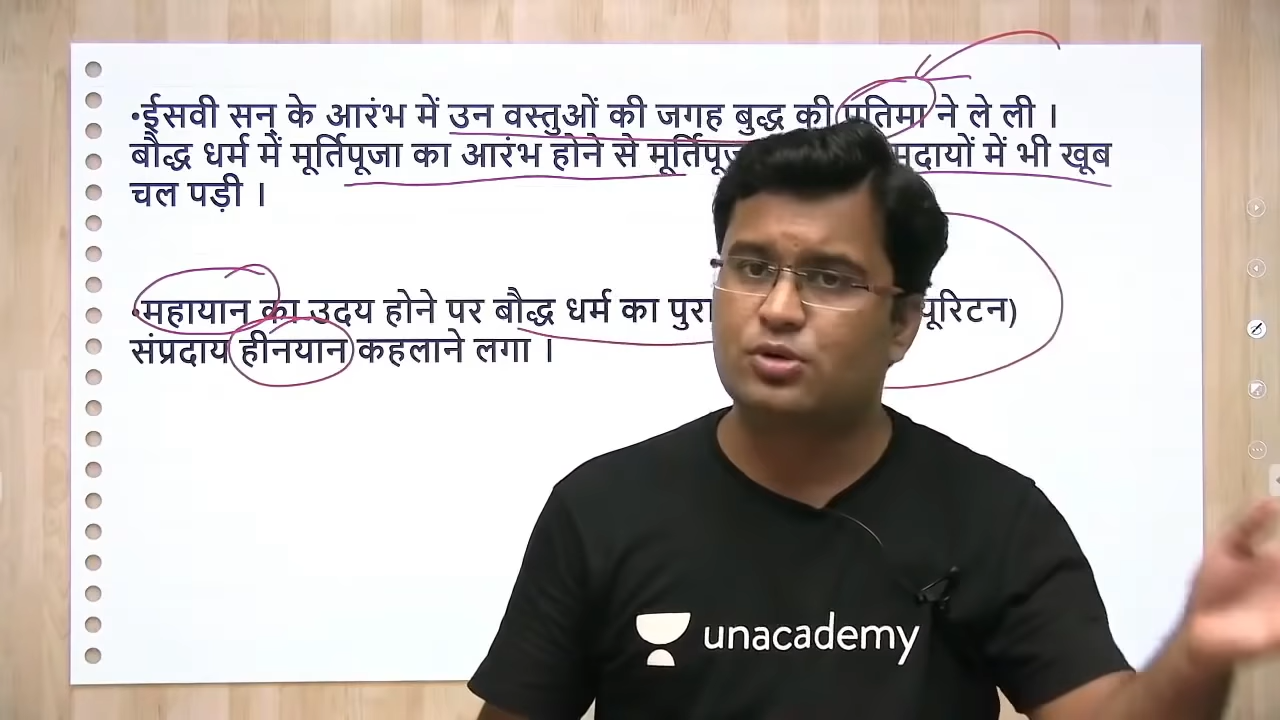 •ईसवी सन् के आरंभ में उन वस्तुओं की जगह बुद्ध की प्रतिमा ने ले ली ।
बौद्ध धर्म में मूर्तिपूजा का आरंभ होने से मूर्तिपू मदायों में भी खूब
चल पड़ी ।
•महायान का उदय होने पर बौद्ध धर्म का पुरा यूरिटन)
संप्रदाय हीनयान कहलाने लगा ।
unacademy